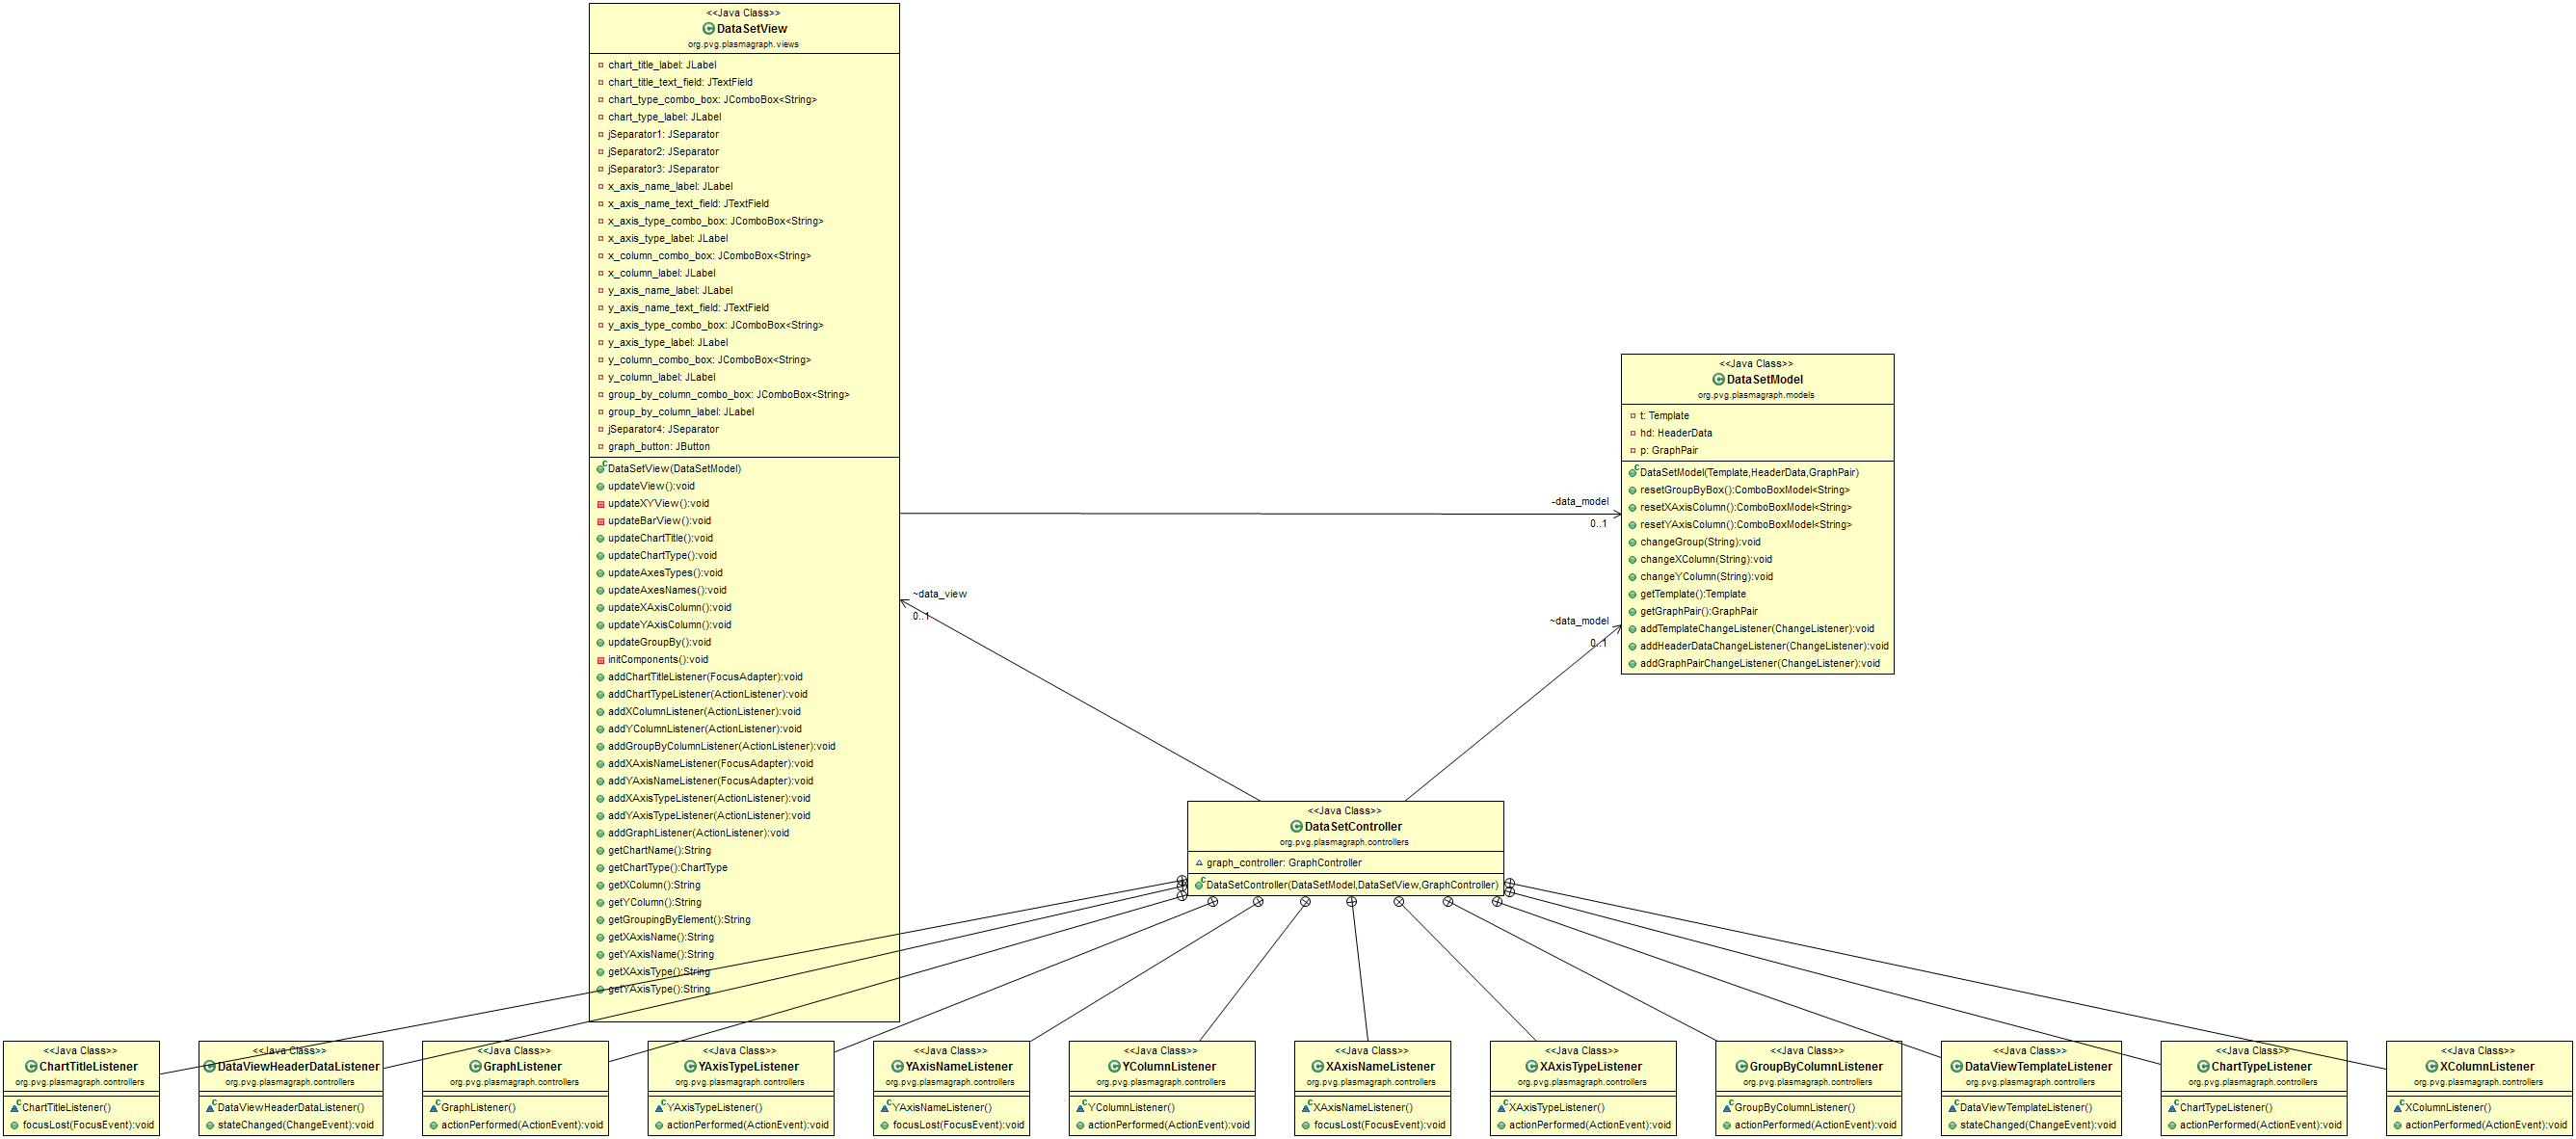 <<Java Class>>
DataSetView
org.pvg.plasmagraph.views
chart_title_label: JLabel
chart_title_text_field: JTextField
chart_type_combo_box: JComboBox<String>
chart_type_label: JLabel
jSeparator1: JSeparator
jSeparator2: JSeparator
jSeparator3: JSeparator
x_axis_name_label: JLabel
x_axis_name_text_field: JTextField
x_axis_type_combo_box: JComboBox<String>
x_axis_type_label: JLabel
x_column_combo_box: JComboBox<String>
x_column_label: JLabel
y_axis_name_label: JLabel
y_axis_name_text_field: JTextField
y_axis_type_combo_box: JComboBox<String>
y_axis_type_label: JLabel
y_column_combo_box: JComboBox<String>
y_column_label: JLabel
group_by_column_combo_box: JComboBox<String>
group_by_column_label: JLabel
jSeparator4: JSeparator
graph_button: JButton
DataSetView(DataSetModel)
updateView():void
updateXYView():void
updateBarView():void
updateChartTitle():void
updateChartType():void
updateAxesTypes():void
updateAxesNames():void
updateXAxisColumn():void
updateYAxisColumn():void
updateGroupBy():void
initComponents():void
addChartTitleListener(FocusAdapter):void
addChartTypeListener(ActionListener):void
addXColumnListener(ActionListener):void
addYColumnListener(ActionListener):void
addGroupByColumnListener(ActionListener):void
addXAxisNameListener(FocusAdapter):void
addYAxisNameListener(FocusAdapter):void
addXAxisTypeListener(ActionListener):void
addYAxisTypeListener(ActionListener):void
addGraphListener(ActionListener):void
getChartName():String
getChartType():ChartType
getXColumn():String
getYColumn():String
getGroupingByElement():String
getXAxisName():String
getYAxisName():String
getXAxisType():String
getYAxisType():String
-data_model
0..1
~data_view
0..1
~data_model
0..1
<<Java Class>>
DataSetModel
org.pvg.plasmagraph.models
t: Template
hd: HeaderData
p: GraphPair
DataSetModel(Template,HeaderData,GraphPair)
resetGroupByBox():ComboBoxModel<String>
resetXAxisColumn():ComboBoxModel<String>
resetYAxisColumn():ComboBoxModel<String>
changeGroup(String):void
changeXColumn(String):void
changeYColumn(String):void
getTemplate():Template
getGraphPair():GraphPair
addTemplateChangeListener(ChangeListener):void
addHeaderDataChangeListener(ChangeListener):void
addGraphPairChangeListener(ChangeListener):void
<<Java Class>>
DataSetController
org.pvg.plasmagraph.controllers
graph_controller: GraphController
DataSetController(DataSetModel,DataSetView,GraphController)
<<Java Class>>
ChartTitleListener
org.pvg.plasmagraph.controllers
ChartTitleListener()
focusLost(FocusEvent):void
<<Java Class>>
DataViewHeaderDataListener
org.pvg.plasmagraph.controllers
DataViewHeaderDataListener()
stateChanged(ChangeEvent):void
<<Java Class>>
GraphListener
org.pvg.plasmagraph.controllers
GraphListener()
actionPerformed(ActionEvent):void
<<Java Class>>
YAxisTypeListener
org.pvg.plasmagraph.controllers
YAxisTypeListener()
actionPerformed(ActionEvent):void
<<Java Class>>
YAxisNameListener
org.pvg.plasmagraph.controllers
YAxisNameListener()
focusLost(FocusEvent):void
<<Java Class>>
YColumnListener
org.pvg.plasmagraph.controllers
YColumnListener()
actionPerformed(ActionEvent):void
<<Java Class>>
XAxisNameListener
org.pvg.plasmagraph.controllers
XAxisNameListener()
focusLost(FocusEvent):void
<<Java Class>>
XAxisTypeListener
org.pvg.plasmagraph.controllers
XAxisTypeListener()
actionPerformed(ActionEvent):void
<<Java Class>>
GroupByColumnListener
org.pvg.plasmagraph.controllers
GroupByColumnListener()
actionPerformed(ActionEvent):void
<<Java Class>>
DataViewTemplateListener
org.pvg.plasmagraph.controllers
DataViewTemplateListener()
stateChanged(ChangeEvent):void
<<Java Class>>
ChartTypeListener
org.pvg.plasmagraph.controllers
ChartTypeListener()
actionPerformed(ActionEvent):void
<<Java Class>>
XColumnListener
org.pvg.plasmagraph.controllers
XColumnListener()
actionPerformed(ActionEvent):void